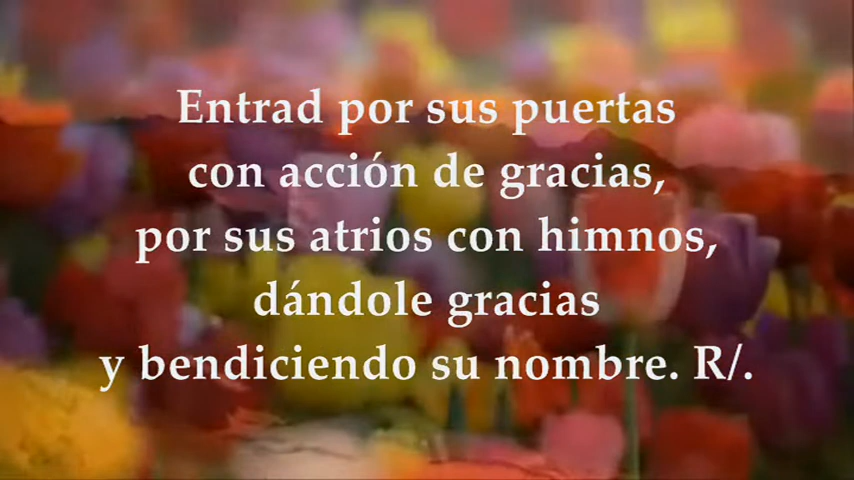 Entrad por sus puertas
con acción de gracias,
por sus atrios con himnos,
dándole gracias
y bendiciendo su nombre. R/.